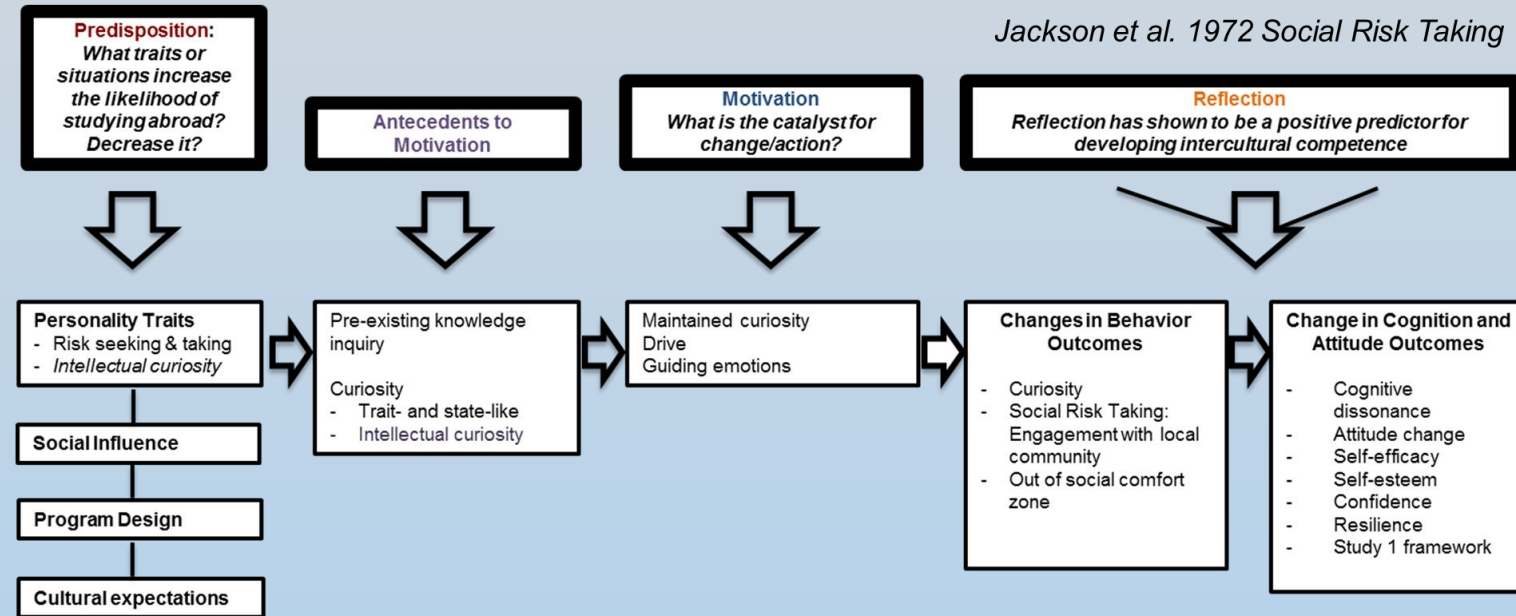 Jackson et al. 1972 Social Risk Taking
Predisposition:
What traits or
situations increase
the likelihood of
studying abroad?
Decrease it?
Antecedents to
Motivation
Motivation
What is the catalyst for
change/action?
Reflection
Reflection has shown to be a positive predictor for
developing intercultural competence
Personality Traits
- Risk seeking & taking
- Intellectual curiosity
Social Influence
Program Design
Cultural expectations
Pre-existing knowledge
inquiry
Curiosity
- Trait- and state-like
- Intellectual curiosity
Maintained curiosity
Drive
Guiding emotions
Changes in Behavior
Outcomes
- Curiosity
- Social Risk Taking:
Engagement with local
community
- Out of social comfort
zone
Change in Cognition and
Attitude Outcomes
- Cognitive
dissonance
- Attitude change
- Self-efficacy
- Self-esteem
- Confidence
- Resilience
- Study 1 framework